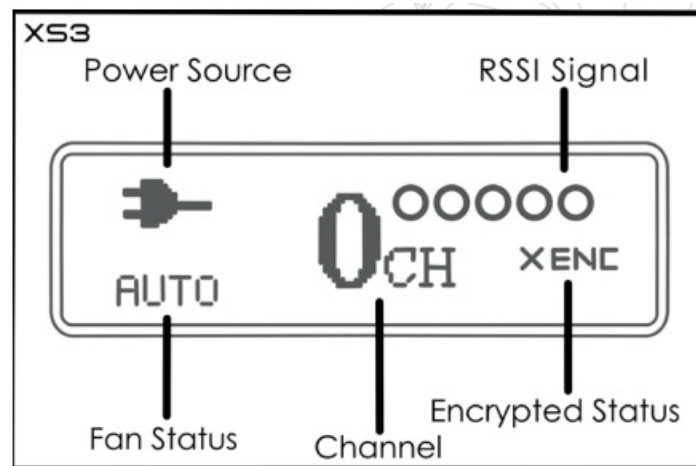 XS3
Power Source
RSSI Signal
0CH
XENC
AUTO
Fan Status
Channel
Encrypted Status